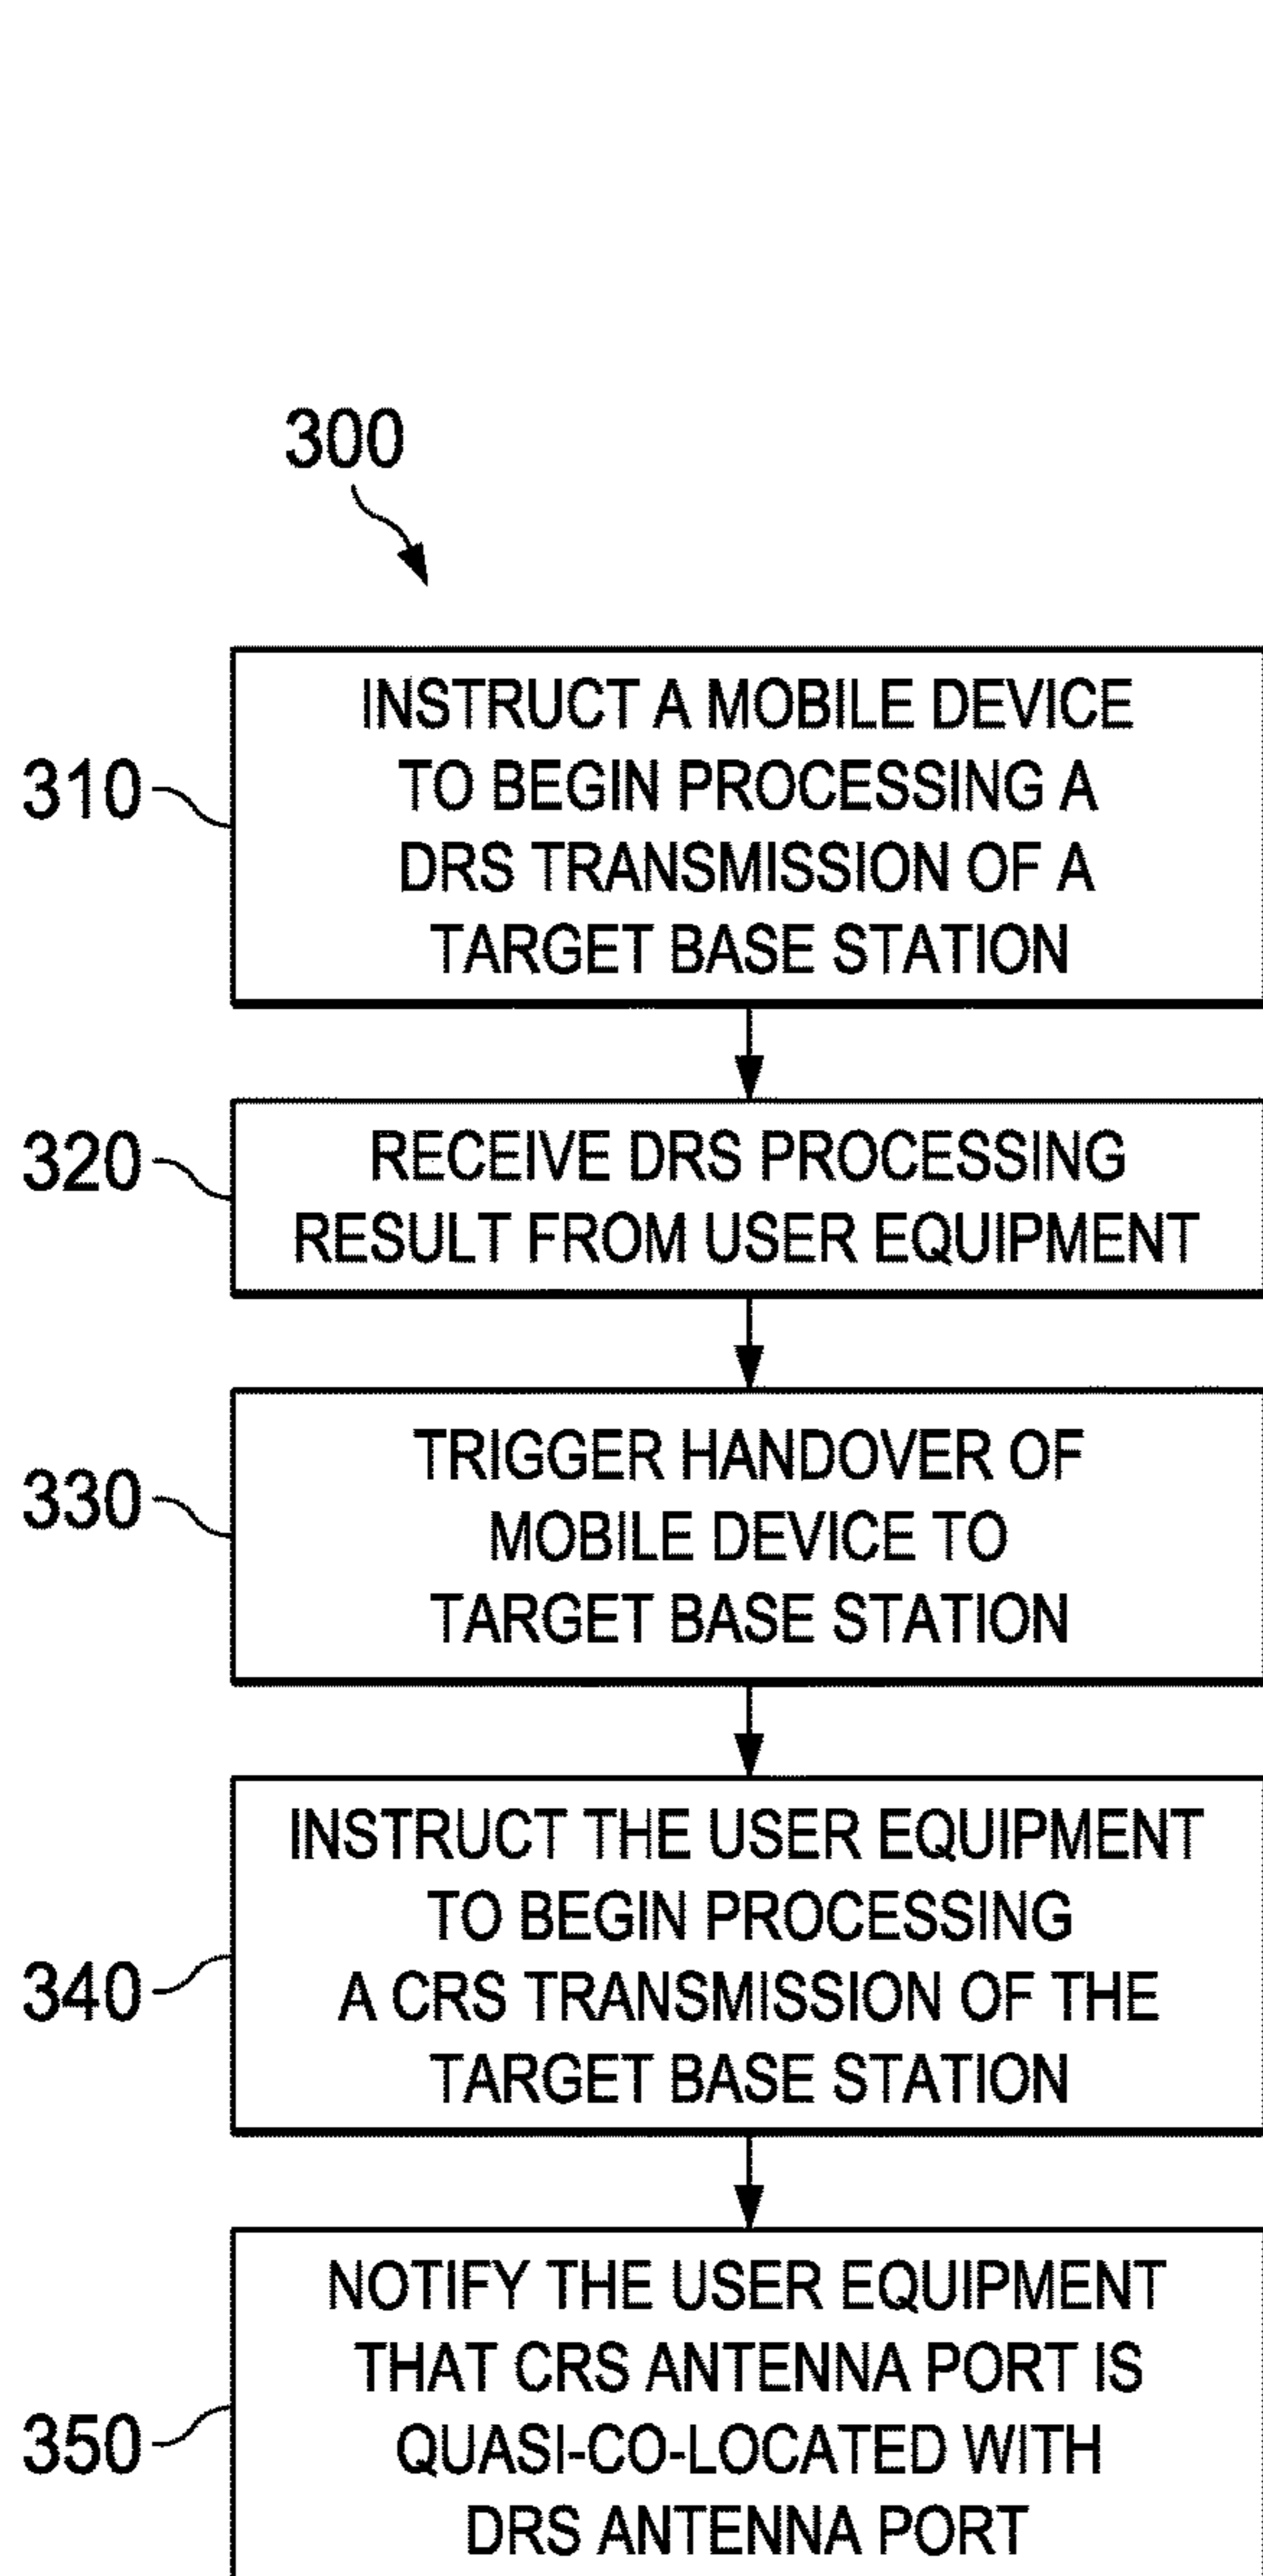 300
310
INSTRUCT A MOBILE DEVICE
TO BEGIN PROCESSING A
DRS TRANSMISSION OF A
TARGET BASE STATION
320
RECEIVE DRS PROCESSING
RESULT FROM USER EQUIPMENT
330
TRIGGER HANDOVER OF
MOBILE DEVICE TO
TARGET BASE STATION
340
INSTRUCT THE USER EQUIPMENT
TO BEGIN PROCESSING
A CRS TRANSMISSION OF THE
TARGET BASE STATION
350
NOTIFY THE USER EQUIPMENT
THAT CRS ANTENNA PORT IS
QUASI-CO-LOCATED WITH
DRS ANTENNA PORT